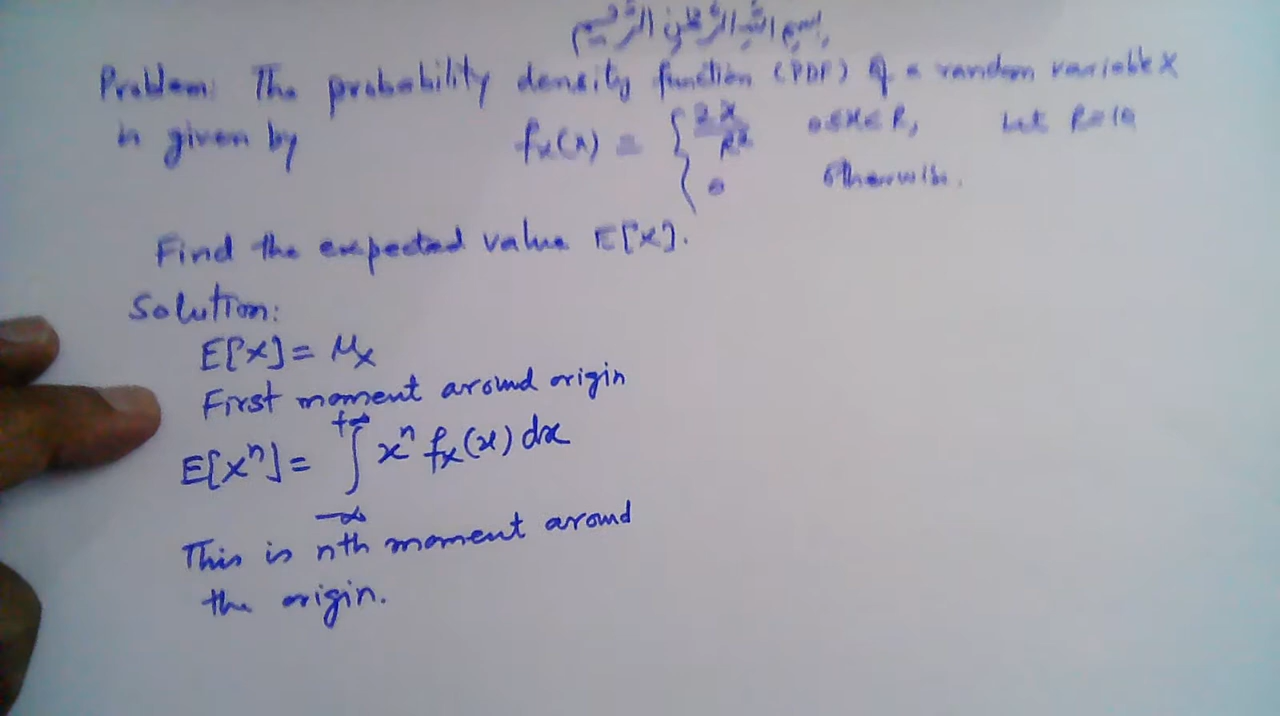 بسم الله الرحمن الرحيم
Problem: The probability density function (PDF) of a random variable X
is given by fx(x) = { 2x/R² 0≤x≤R, Let R=10
0 otherwise.
Find the expected value E[X].
Solution:
E[X] = μx
First moment around origin
E[xⁿ] = ∫_{-∞}^{+∞} xⁿ fx(x) dx
This is nth moment around
the origin.